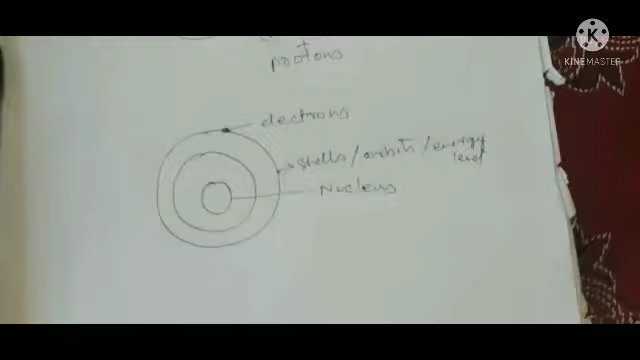 KINEMASTER
protons
electrons
shells/orbits/energy
level
Nucleus